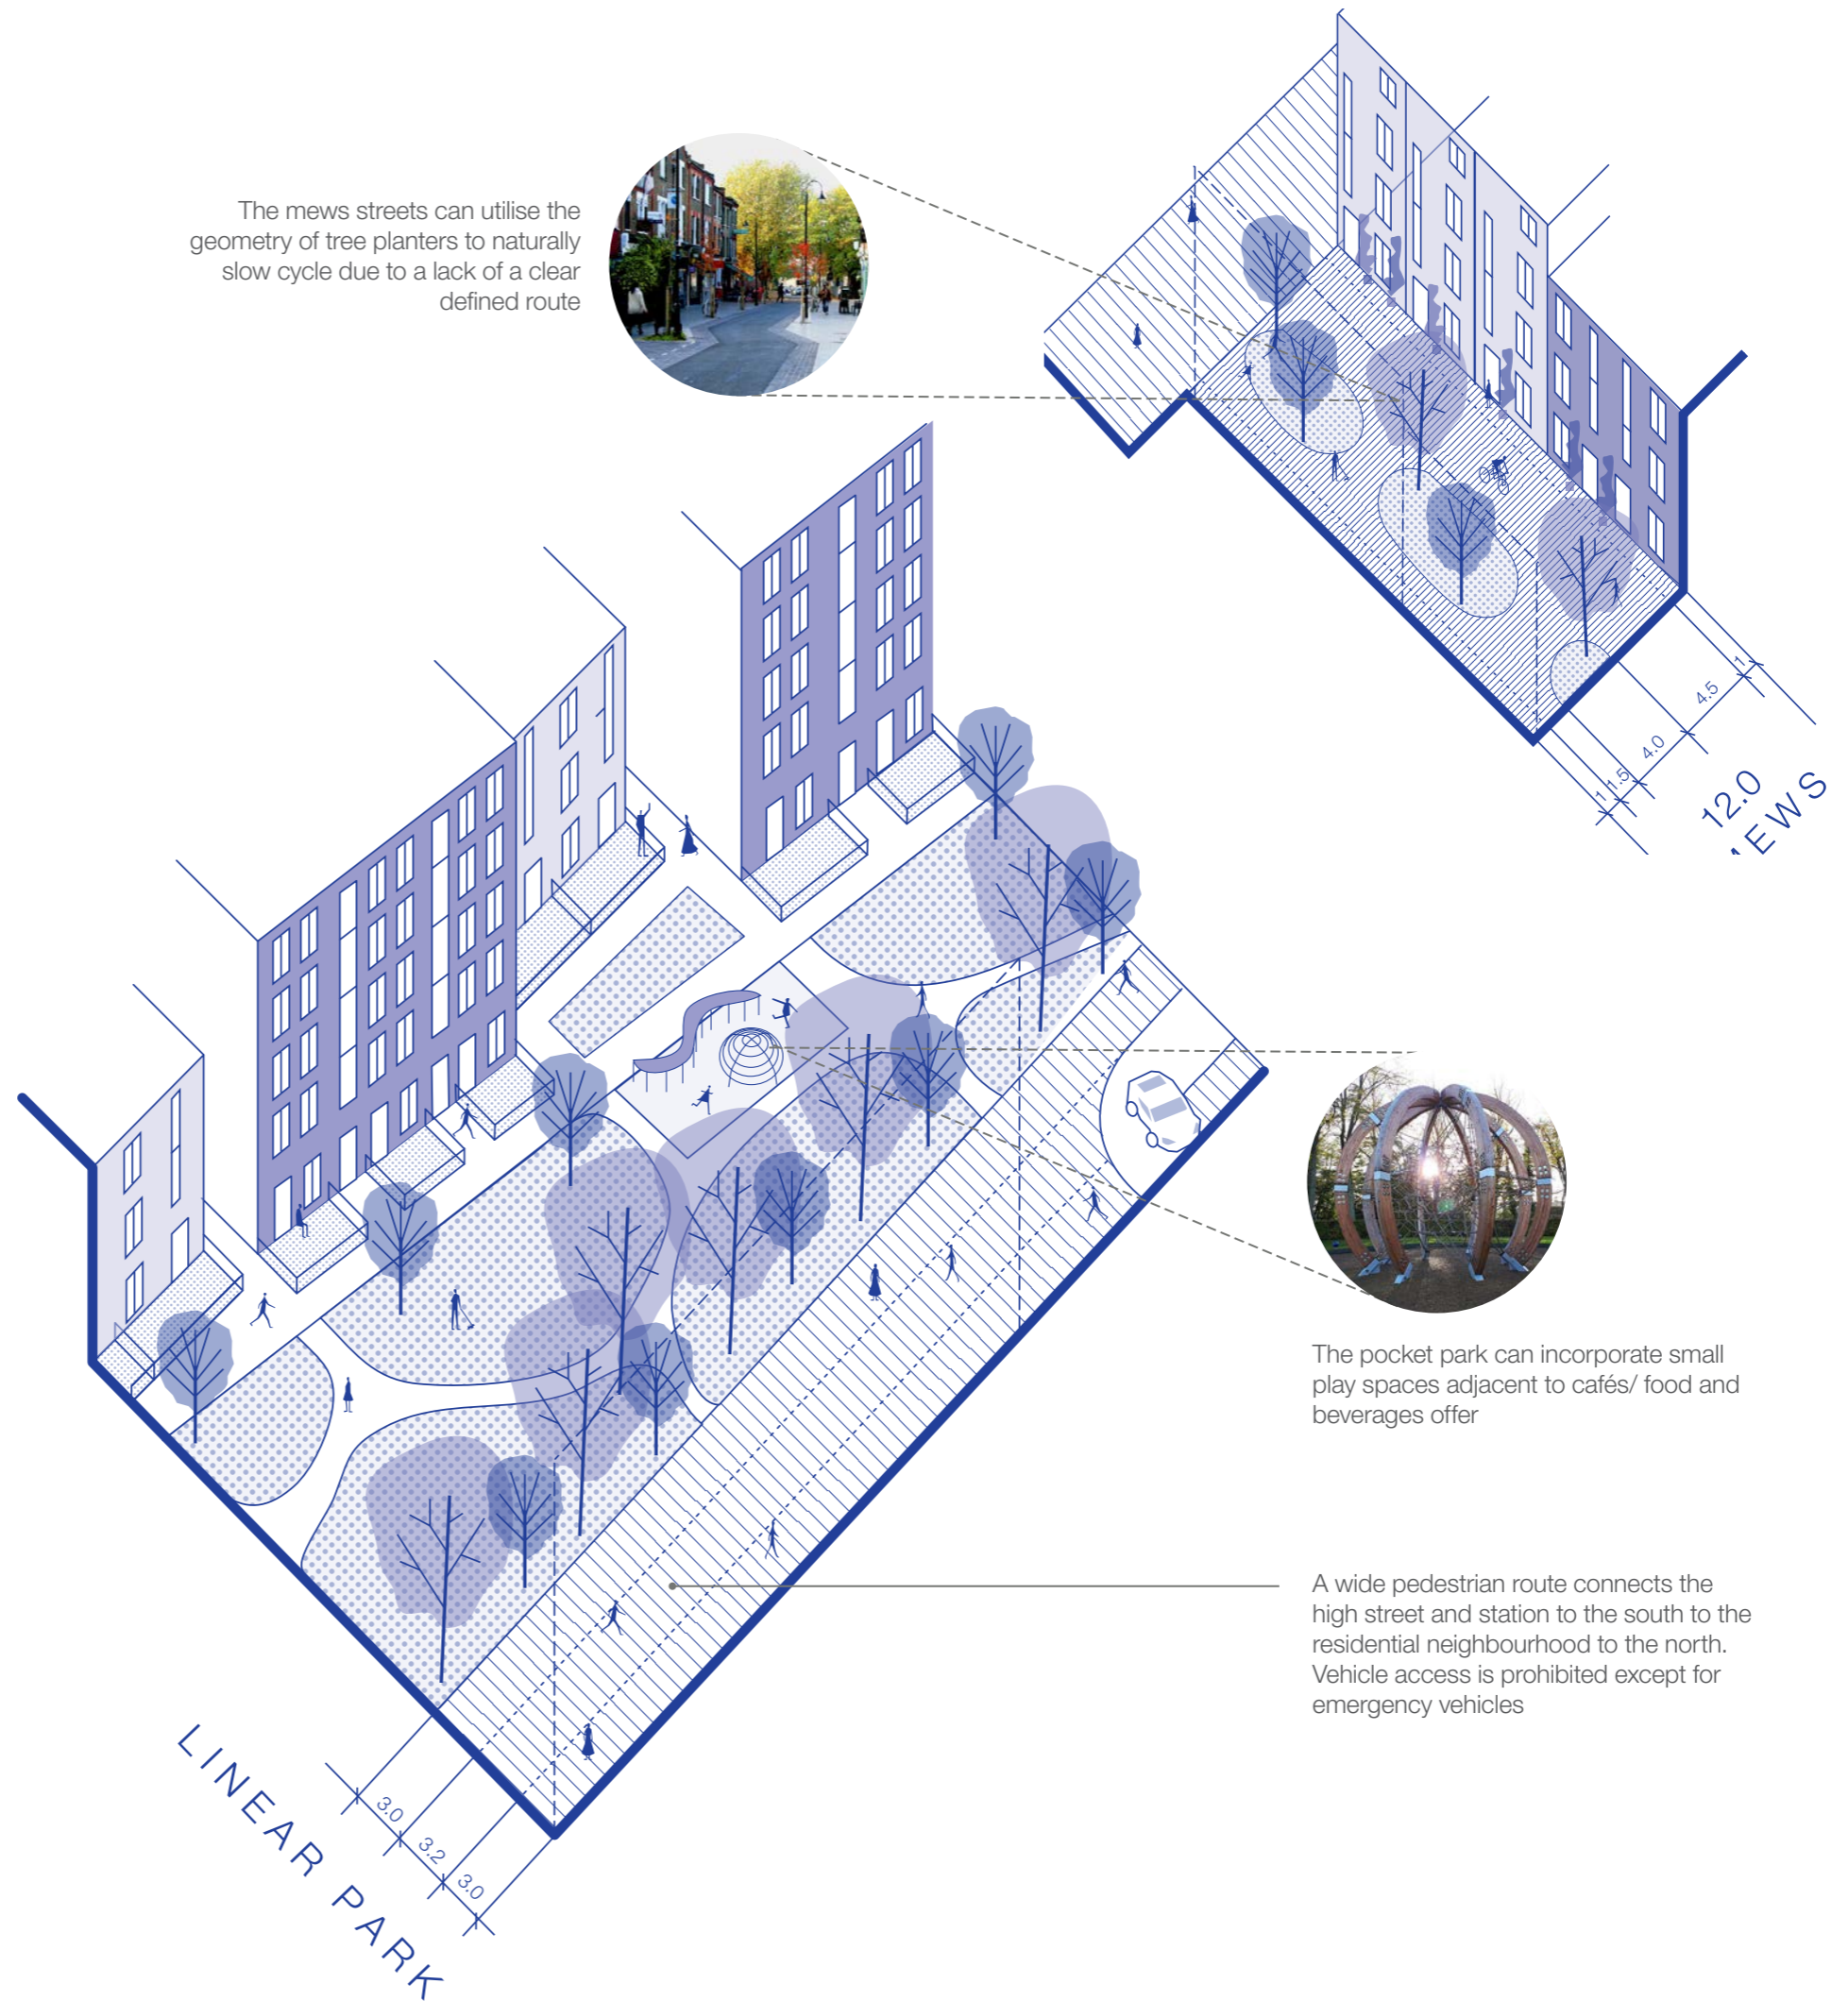 The mews streets can utilise the
geometry of tree planters to naturally
slow cycle due to a lack of a clear
defined route
1
4.5
4.0
1.5
1
12.0
The pocket park can incorporate small
play spaces adjacent to cafés/ food and
beverages offer
A wide pedestrian route connects the
high street and station to the south to the
residential neighbourhood to the north.
Vehicle access is prohibited except for
emergency vehicles
3.0
3.2
3.0
LINEAR PARK